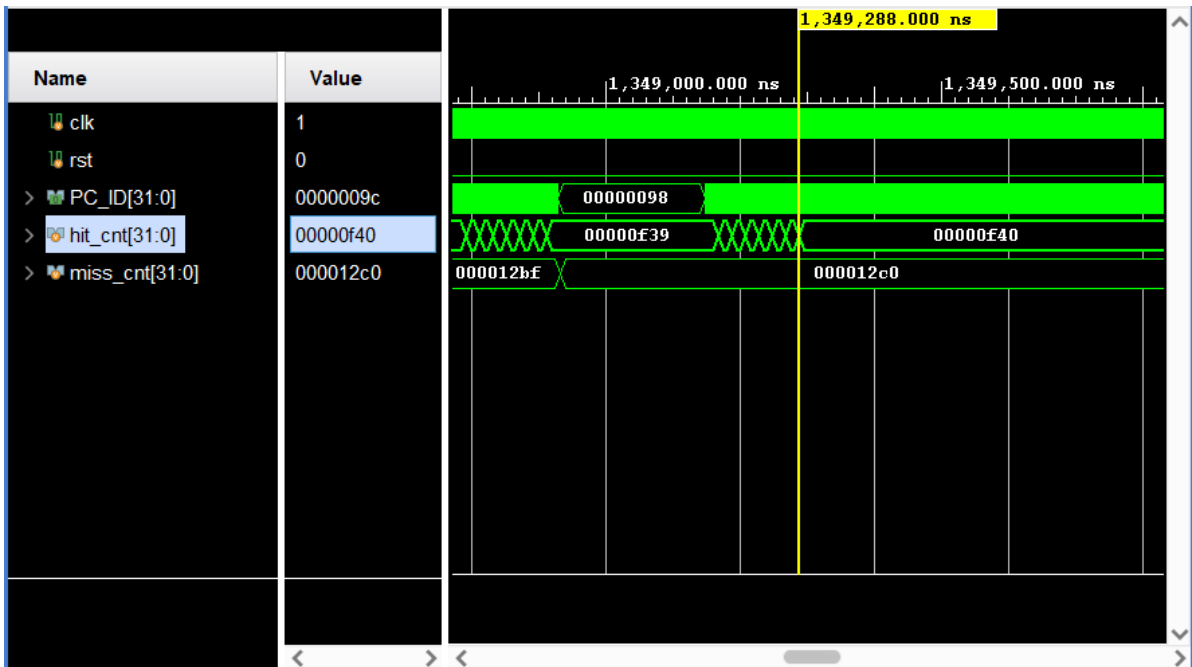 1,349,288.000 ns
Name Value 1,349,000.000 ns 1,349,500.000 ns
clk 1
rst 0
PC_ID[31:0] 0000009c 00000098
hit_cnt[31:0] 00000f40 00000f39 00000f40
miss_cnt[31:0] 000012c0 000012bf 000012c0